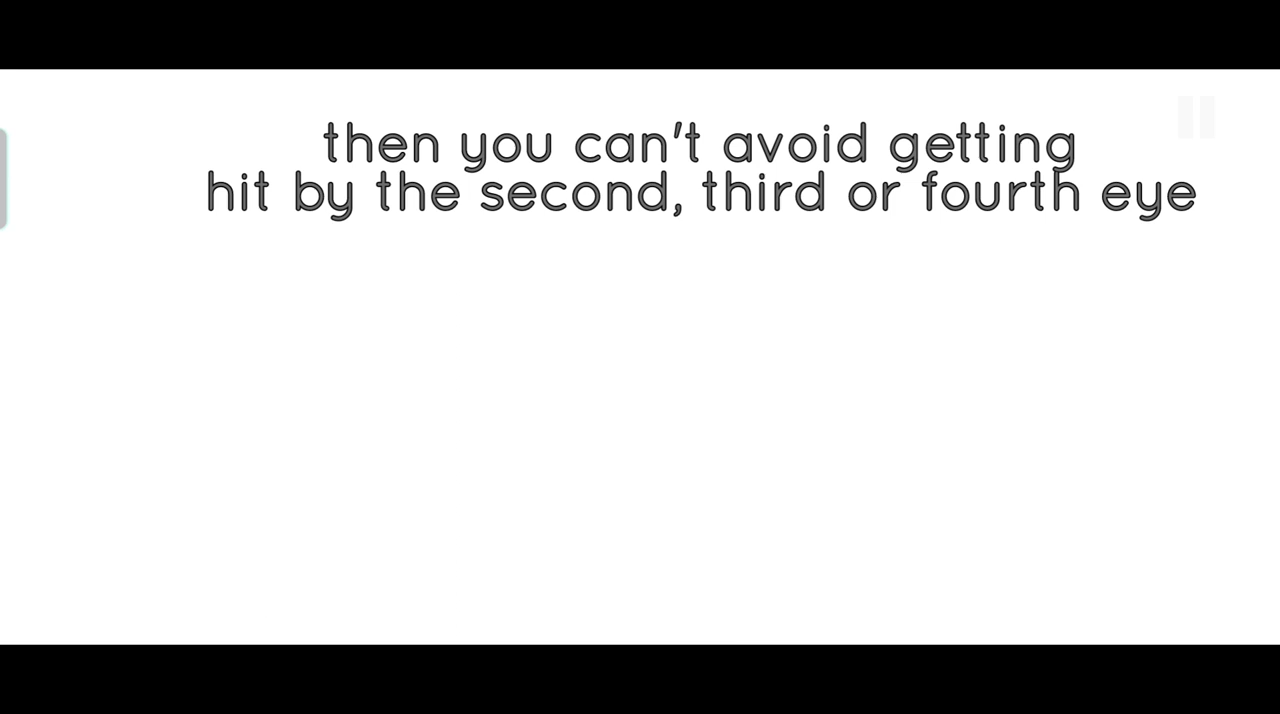 then you can't avoid getting
hit by the second, third or fourth eye